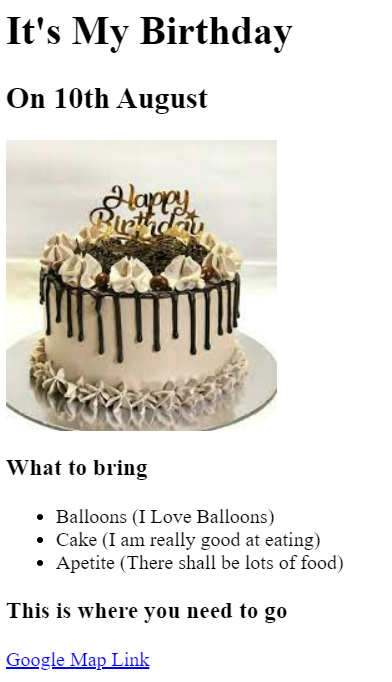 It's My Birthday
On 10th August
Happy
Birthday
What to bring
Balloons (I Love Balloons)
Cake (I am really good at eating)
Apetite (There shall be lots of food)
This is where you need to go
Google Map Link